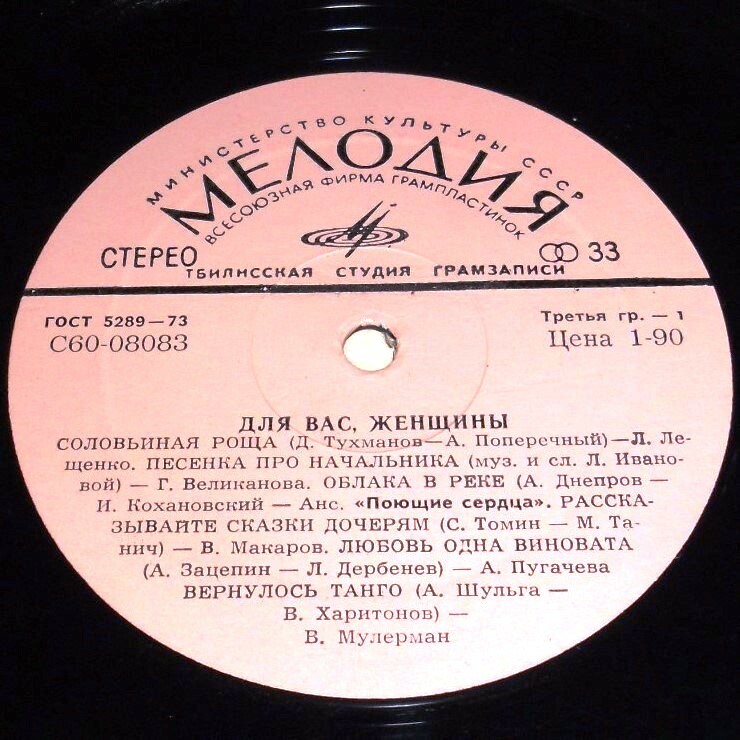 МИНИСТЕРСТВО КУЛЬТУРЫ СССР
МЕЛОДИЯ
ВСЕСОЮЗНАЯ ФИРМА ГРАМПЛАСТИНОК
СТЕРЕО
33
ТБИЛИССКАЯ СТУДИЯ ГРАМЗАПИСИ
ГОСТ 5289—73
Третья гр. — 1
С60-08083
Цена 1-90
ДЛЯ ВАС, ЖЕНЩИНЫ
СОЛОВЬИНАЯ РОЩА (Д. Тухманов—А. Поперечный)—Л. Ле-
щенко. ПЕСЕНКА ПРО НАЧАЛЬНИКА (муз. и сл. Л. Ивано-
вой) — Г. Великанова. ОБЛАКА В РЕКЕ (А. Днепров —
И. Кохановский — Анс. «Поющие сердца». РАССКА-
ЗЫВАЙТЕ СКАЗКИ ДОЧЕРЯМ (С. Томин — М. Та-
нич) — В. Макаров. ЛЮБОВЬ ОДНА ВИНОВАТА
(А. Зацепин — Л. Дербенев) — А. Пугачева
ВЕРНУЛОСЬ ТАНГО (А. Шульга —
В. Харитонов) —
В. Мулерман